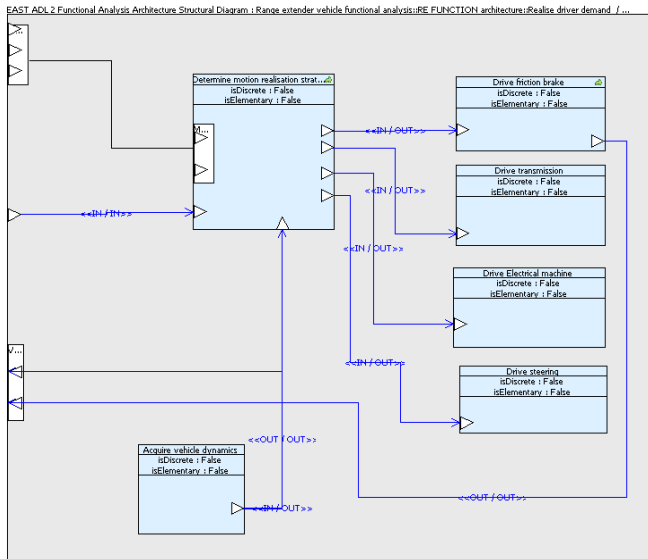 EAST ADL 2 Functional Analysis Architecture Structural Diagram : Range extender vehicle functional analysis::RE FUNCTION architecture::Realise driver demand / ...
Determine motion realisation strat...
isDiscrete : False
isElementary : False
M...
Drive friction brake
isDiscrete : False
isElementary : False
<<IN / OUT>>
Drive transmission
isDiscrete : False
isElementary : False
<<IN / OUT>>
<<IN / IN>>
<<IN / OUT>>
Drive Electrical machine
isDiscrete : False
isElementary : False
V...
<<IN / OUT>>
Drive steering
isDiscrete : False
isElementary : False
<<OUT / OUT>>
Acquire vehicle dynamics
isDiscrete : False
isElementary : False
<<IN / OUT>>
<<OUT / OUT>>